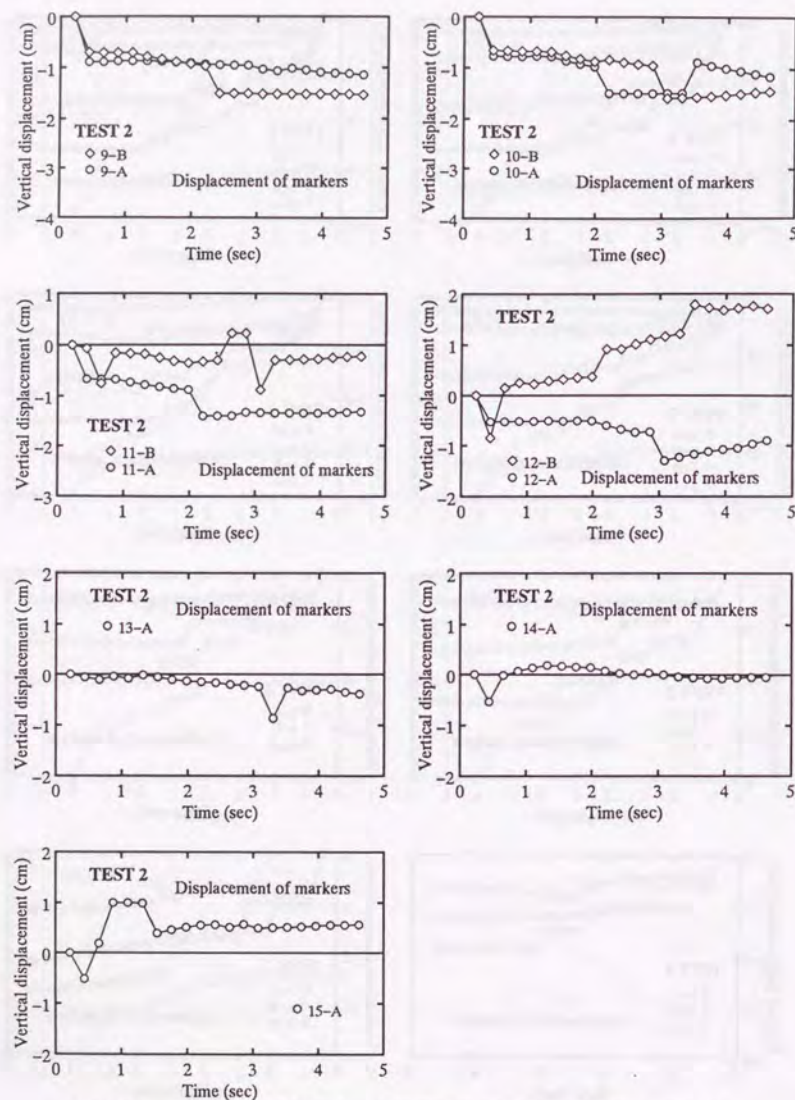 0
−1
−2
−3
−4
Vertical displacement (cm)
TEST 2
9−B
9−A
Displacement of markers
0 1 2 3 4 5
Time (sec)
0
−1
−2
−3
−4
Vertical displacement (cm)
TEST 2
10−B
10−A
Displacement of markers
0 1 2 3 4 5
Time (sec)
1
0
−1
−2
−3
Vertical displacement (cm)
TEST 2
11−B
11−A
Displacement of markers
0 1 2 3 4 5
Time (sec)
2
1
0
−1
−2
Vertical displacement (cm)
TEST 2
12−B
12−A
Displacement of markers
0 1 2 3 4 5
Time (sec)
2
1
0
−1
−2
Vertical displacement (cm)
TEST 2
Displacement of markers
13−A
0 1 2 3 4 5
Time (sec)
2
1
0
−1
−2
Vertical displacement (cm)
TEST 2
Displacement of markers
14−A
0 1 2 3 4 5
Time (sec)
2
1
0
−1
−2
Vertical displacement (cm)
TEST 2
Displacement of markers
15−A
0 1 2 3 4 5
Time (sec)